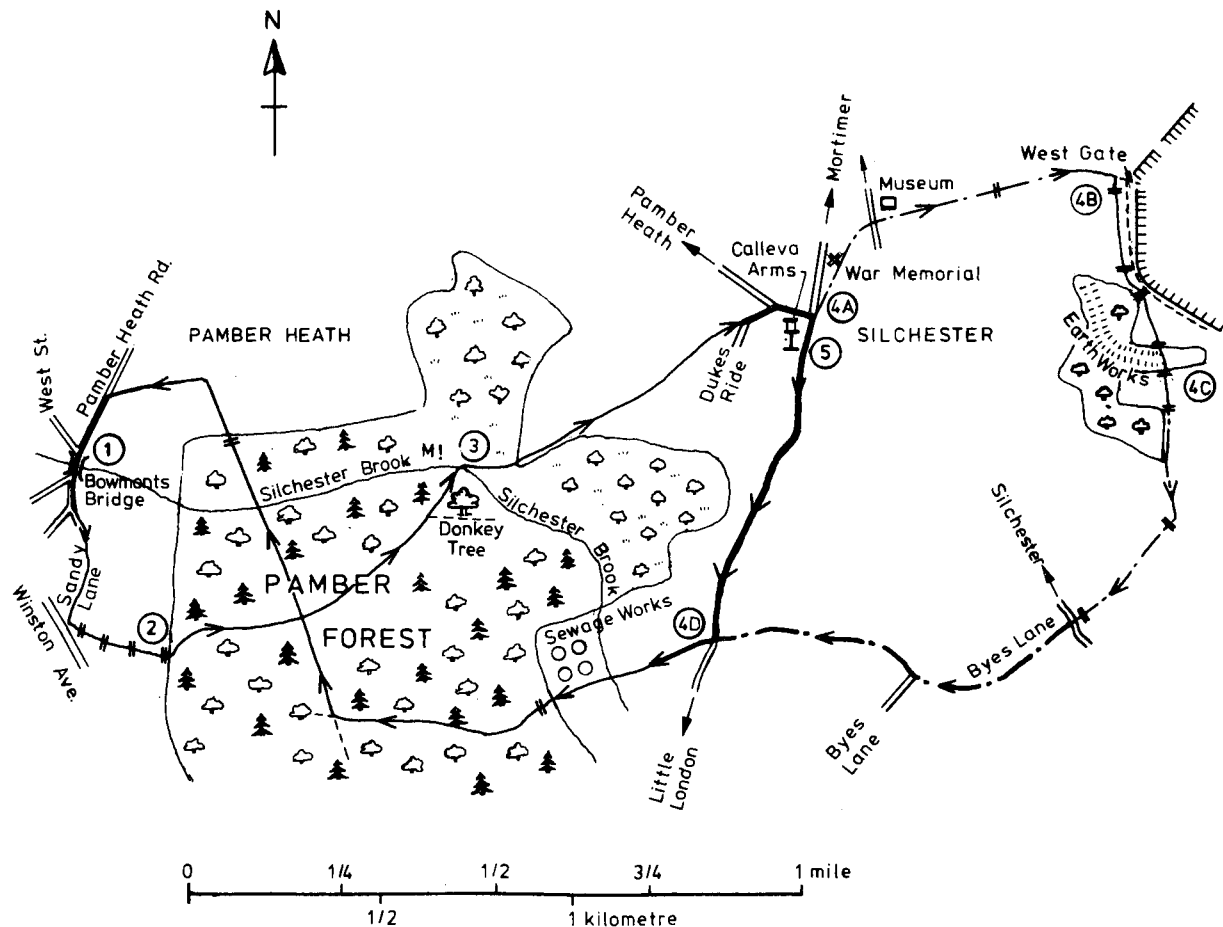 N
Mortimer
West Gate
Museum
4B
Pamber
Heath
Calleva
Arms
War Memorial
4A
SILCHESTER
5
Pamber Heath Rd.
West St.
PAMBER HEATH
Dukes
Ride
Earth Works
4C
1
Bowmonts
Bridge
M!
3
Silchester Brook
Donkey
Tree
Silchester
Brook
Silchester
Sandy
Lane
Winston Ave.
2
PAMBER
FOREST
Sewage Works
4D
Byes Lane
Byes
Lane
Little
London
0
1/4
1/2
3/4
1 mile
1/2
1 kilometre